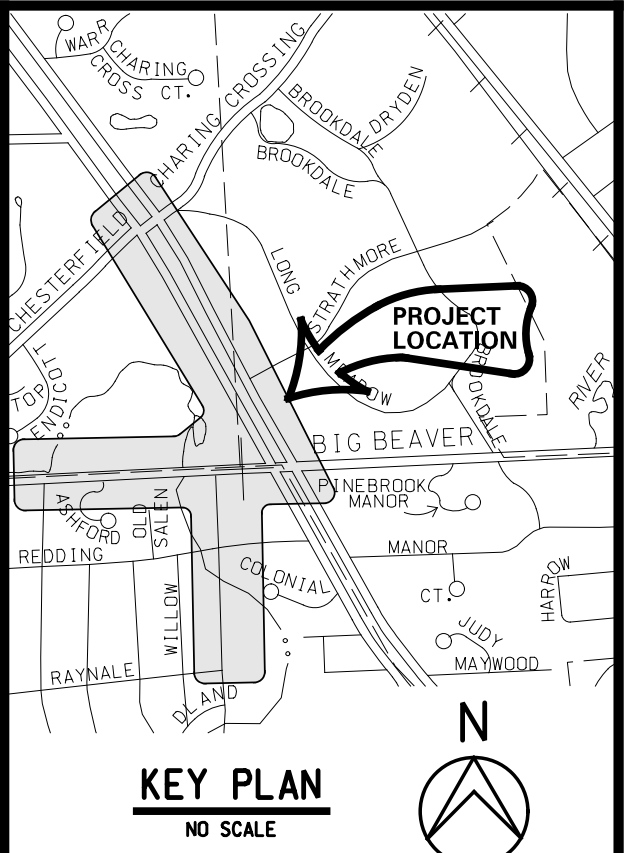 WARR
CHARING
CROSS CT.
CHARING CROSSING
BROOKDALE
DRYDEN
BROOKDALE
CHESTERFIELD
LONG
MEADOW
STRATHMORE
PROJECT
LOCATION
BROOKDALE
RIVER
TOP
ENDICOTT
BIG BEAVER
PINEBROOK
MANOR
ASHFORD
OLD
SALEN
REDDING
MANOR
COLONIAL
CT.
HARROW
WILLOW
JUDY
MAYWOOD
RAYNALE
DLAND
N
KEY PLAN
NO SCALE